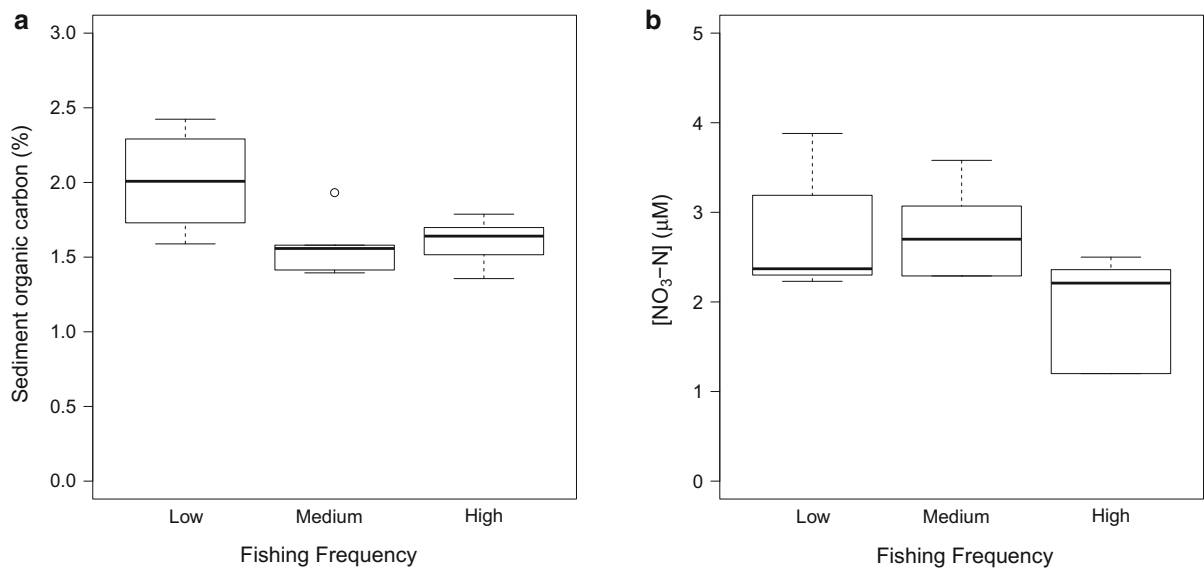 a
Sediment organic carbon (%)
3.0
2.5
2.0
1.5
1.0
0.5
0.0
Low Medium High
Fishing Frequency
b
[NO₃−N] (µM)
5
4
3
2
1
0
Low Medium High
Fishing Frequency